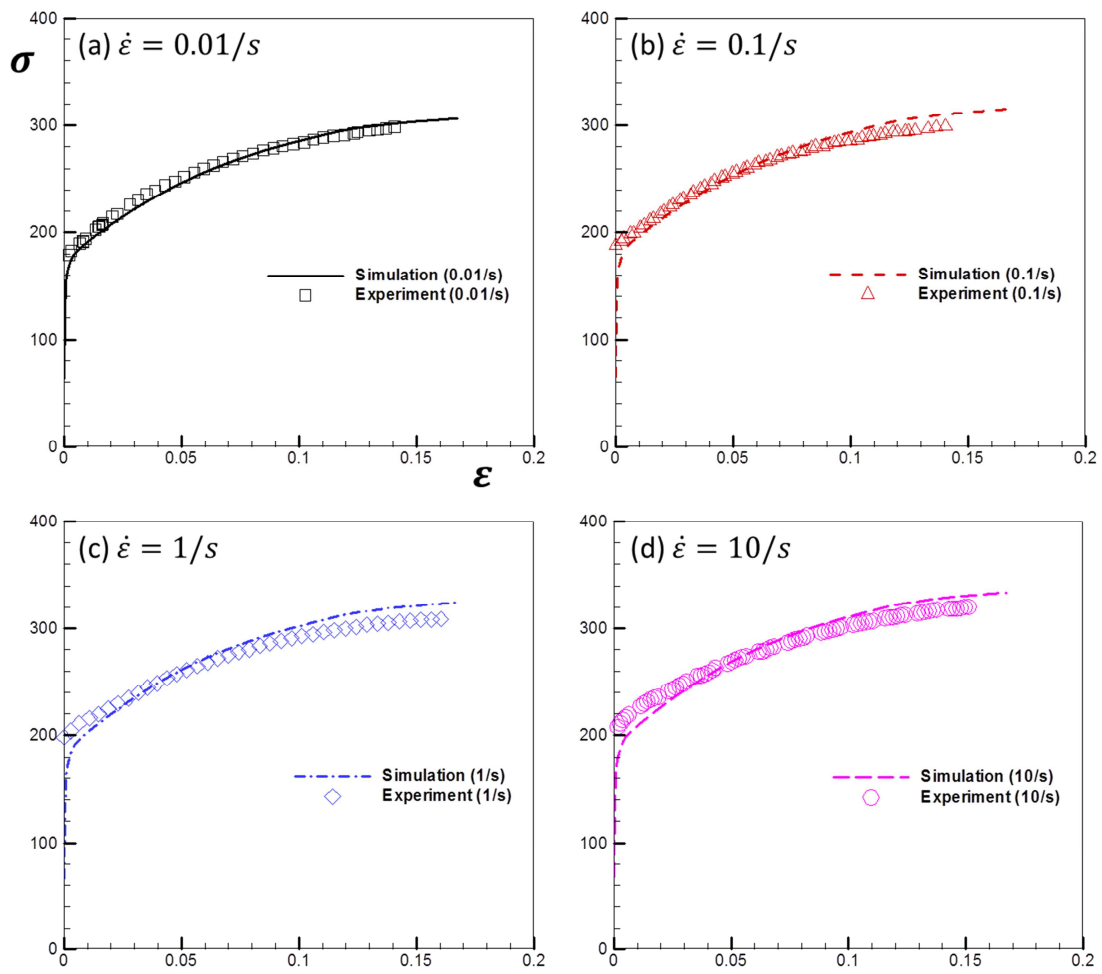 400
(a) ε̇ = 0.01/s
σ
300
200
Simulation (0.01/s)
Experiment (0.01/s)
100
0
0 0.05 0.1 0.15 0.2
ε
400
(b) ε̇ = 0.1/s
300
200
Simulation (0.1/s)
Experiment (0.1/s)
100
0
0 0.05 0.1 0.15 0.2
400
(c) ε̇ = 1/s
300
200
Simulation (1/s)
Experiment (1/s)
100
0
0 0.05 0.1 0.15 0.2
400
(d) ε̇ = 10/s
300
200
Simulation (10/s)
Experiment (10/s)
100
0
0 0.05 0.1 0.15 0.2